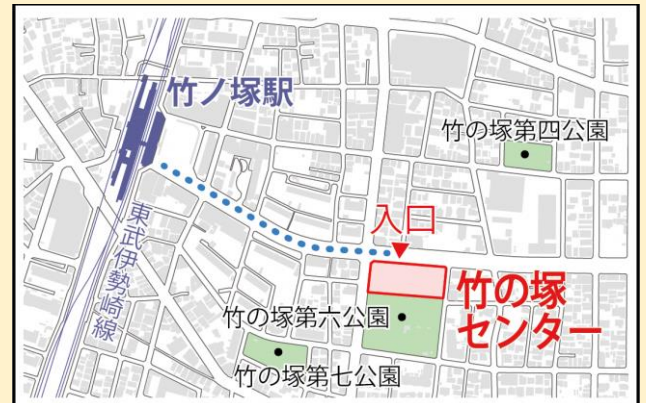 竹ノ塚駅
竹の塚第四公園
入口
東武伊勢崎線
竹の塚
センター
竹の塚第六公園
竹の塚第七公園